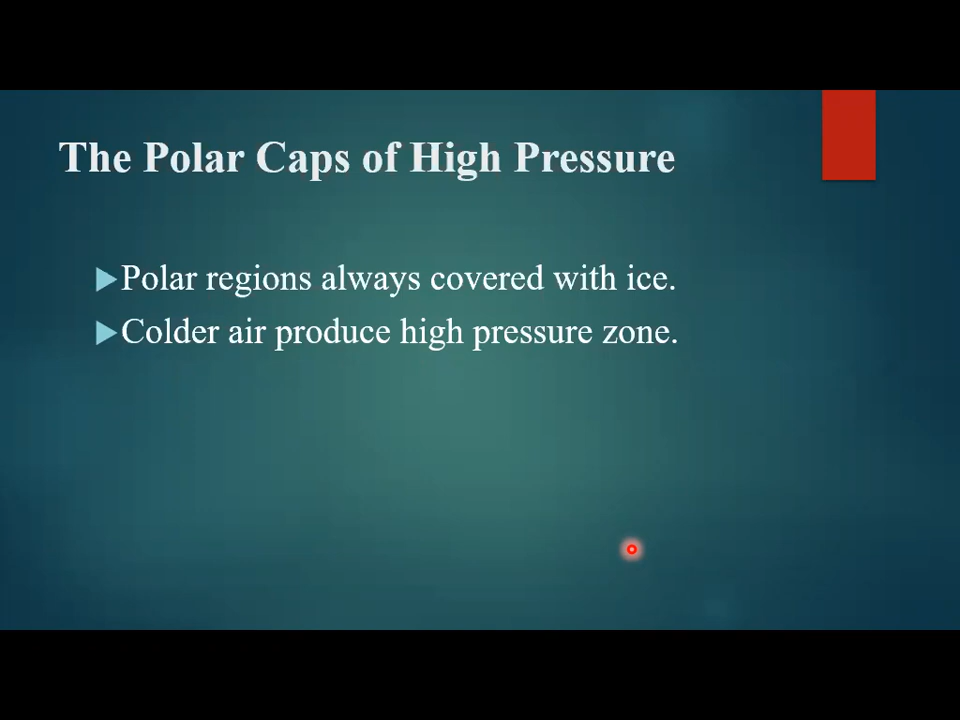 The Polar Caps of High Pressure
Polar regions always covered with ice.
Colder air produce high pressure zone.